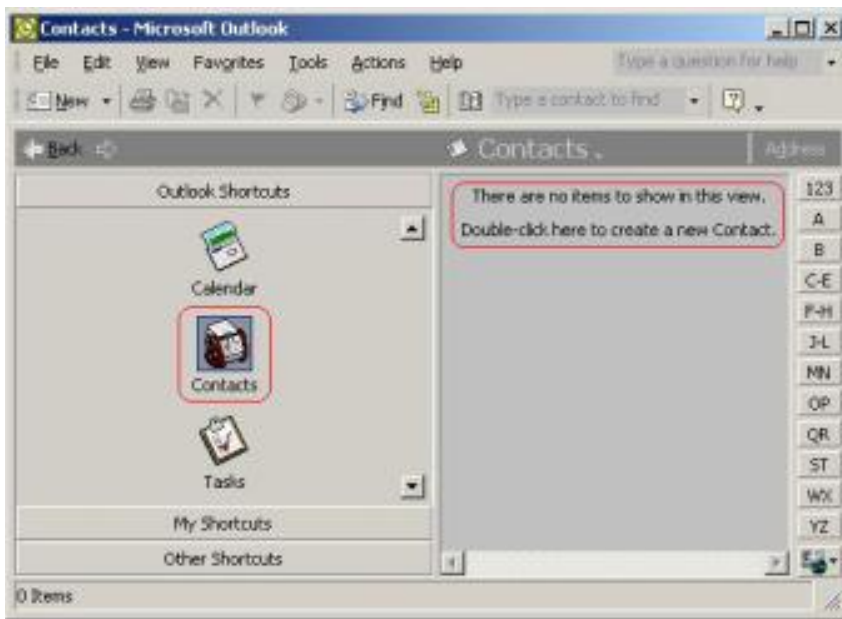 Contacts - Microsoft Outlook
File Edit View Favorites Tools Actions Help Type a question for help
New Find Type a contact to find
Back Contacts Address
Outlook Shortcuts
Calendar
Contacts
Tasks
My Shortcuts
Other Shortcuts
There are no items to show in this view.
Double-click here to create a new Contact.
123
A
B
C-E
F-H
J-L
MN
OP
QR
ST
WX
YZ
0 Items